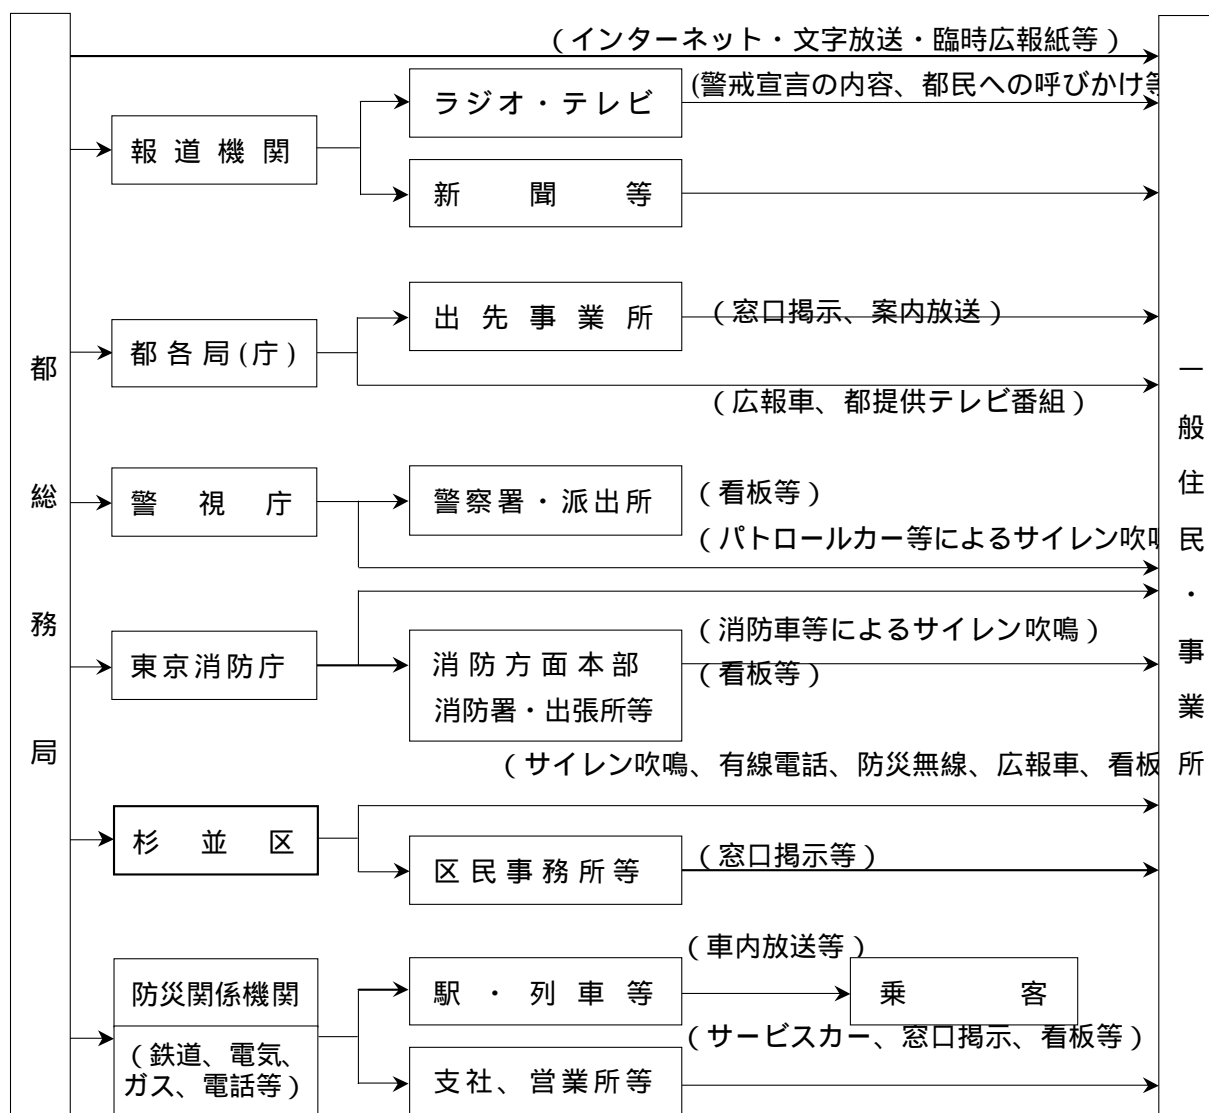 都総務局
(インターネット・文字放送・臨時広報紙等)
報道機関
ラジオ・テレビ
(警戒宣言の内容、都民への呼びかけ等
新聞等
都各局(庁)
出先事業所
(窓口掲示、案内放送)
(広報車、都提供テレビ番組)
警視庁
警察署・派出所
(看板等)
(パトロールカー等によるサイレン吹鳴
東京消防庁
消防方面本部
消防署・出張所等
(消防車等によるサイレン吹鳴)
(看板等)
(サイレン吹鳴、有線電話、防災無線、広報車、看板
杉並区
区民事務所等
(窓口掲示等)
防災関係機関
(鉄道、電気、
ガス、電話等)
駅・列車等
(車内放送等)
乗客
(サービスカー、窓口掲示、看板等)
支社、営業所等
一般住民・事業所